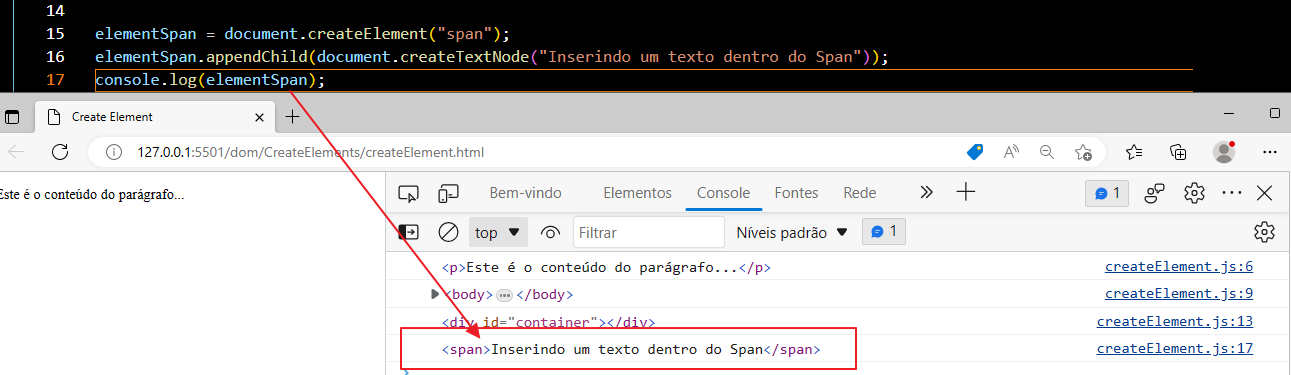 14
15 elementSpan = document.createElement("span");
16 elementSpan.appendChild(document.createTextNode("Inserindo um texto dentro do Span"));
17 console.log(elementSpan);
Create Element
127.0.0.1:5501/dom/CreateElements/createElement.html
Este é o conteúdo do parágrafo...
Bem-vindo Elementos Console Fontes Rede 1
top Filtrar Níveis padrão 1
<p>Este é o conteúdo do parágrafo...</p> createElement.js:6
<body>…</body> createElement.js:9
<div id="container"></div> createElement.js:13
<span>Inserindo um texto dentro do Span</span> createElement.js:17